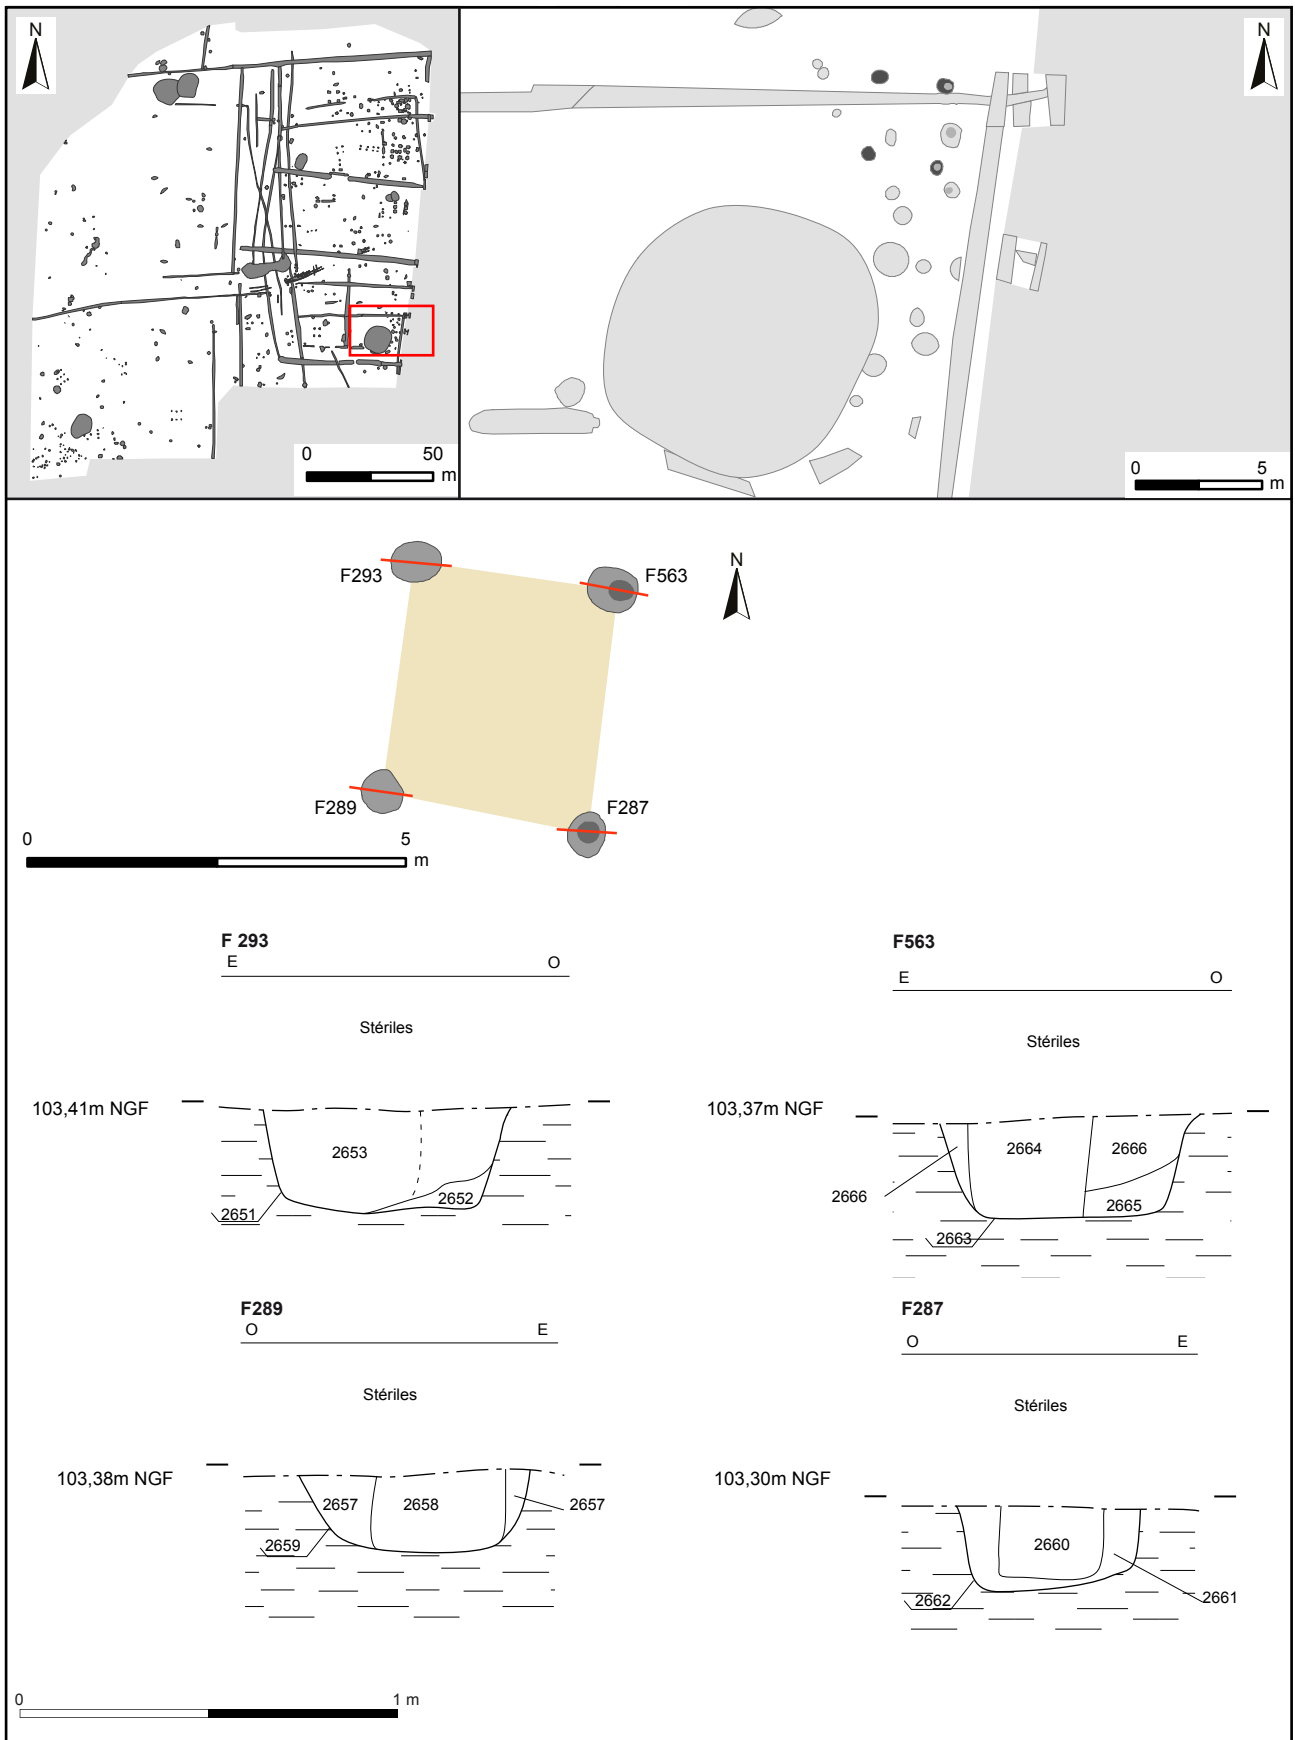 N
0 50
m
N
0 5
m
F293
F563
N
F289
F287
0 5
m
F 293
E O
Stériles
103,41m NGF
2653
2652
2651
F563
E O
Stériles
103,37m NGF
2664 2666
2666
2665
2663
F289
O E
Stériles
103,38m NGF
2657 2658 2657
2659
F287
O E
Stériles
103,30m NGF
2660
2662 2661
0 1 m